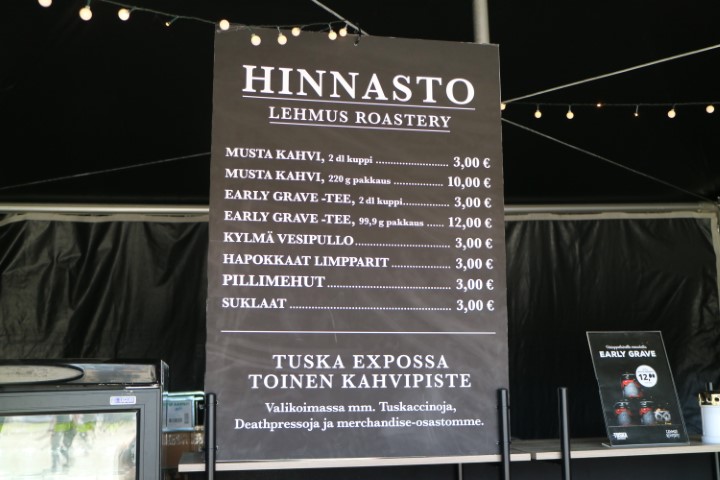 HINNASTO
LEHMUS ROASTERY
MUSTA KAHVI, 2 dl kuppi ........................ 3,00 €
MUSTA KAHVI, 220 g pakkaus ................ 10,00 €
EARLY GRAVE -TEE, 2 dl kuppi................ 3,00 €
EARLY GRAVE -TEE, 99,9 g pakkaus ...... 12,00 €
KYLMÄ VESIPULLO................................ 3,00 €
HAPOKKAAT LIMPPARIT .................... 3,00 €
PILLIMEHUT........................................ 3,00 €
SUKLAAT ...................................................... 3,00 €
TUSKA EXPOSSA
TOINEN KAHVIPISTE
Valikoimassa mm. Tuskaccinoja,
Deathpressoja ja merchandise-osastomme.
EARLY GRAVE
TUSKA